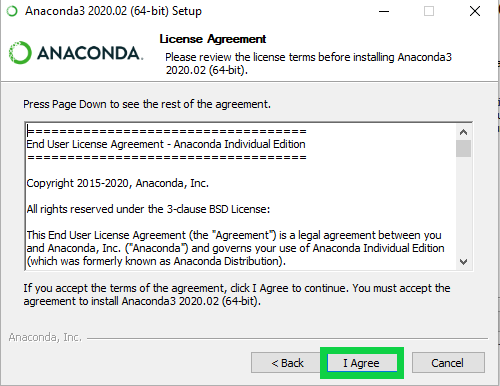 Anaconda3 2020.02 (64-bit) Setup
ANACONDA.
License Agreement
Please review the license terms before installing Anaconda3
2020.02 (64-bit).
Press Page Down to see the rest of the agreement.
===================================
End User License Agreement - Anaconda Individual Edition
===================================
Copyright 2015-2020, Anaconda, Inc.
All rights reserved under the 3-clause BSD License:
This End User License Agreement (the "Agreement") is a legal agreement between you
and Anaconda, Inc. ("Anaconda") and governs your use of Anaconda Individual Edition
(which was formerly known as Anaconda Distribution).
If you accept the terms of the agreement, click I Agree to continue. You must accept the
agreement to install Anaconda3 2020.02 (64-bit).
Anaconda, Inc.
< Back
I Agree
Cancel